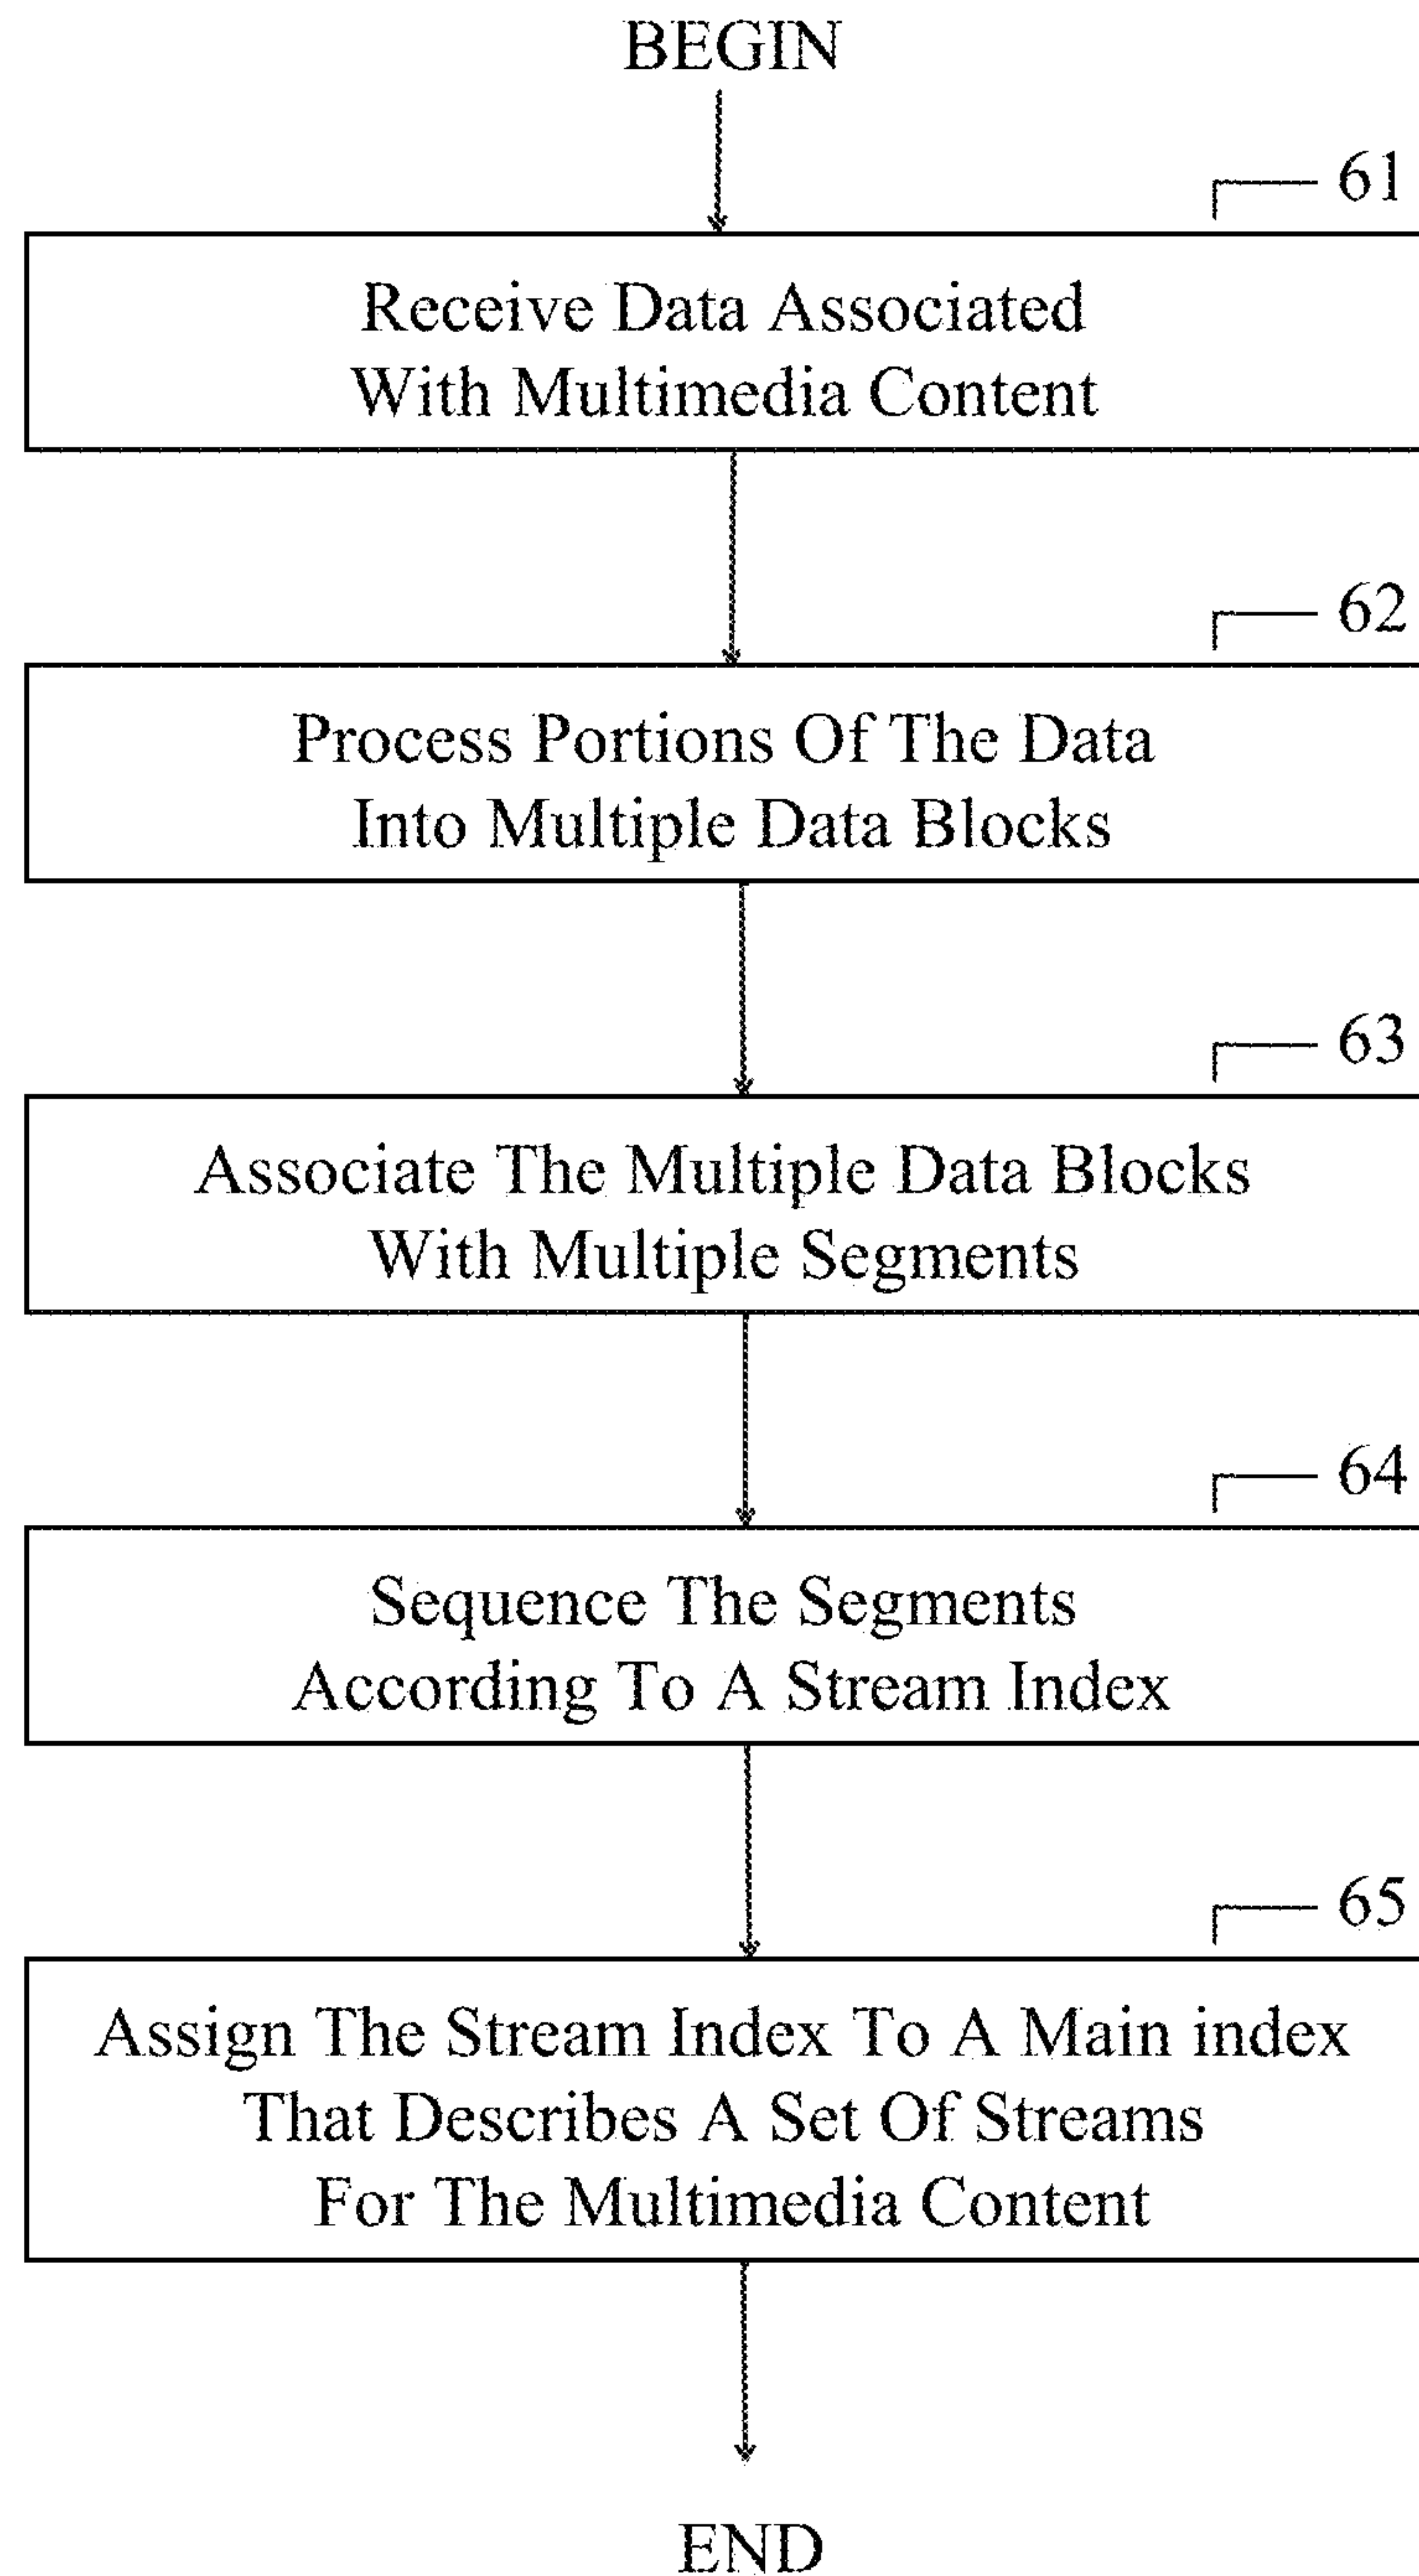 BEGIN
61
Receive Data Associated
With Multimedia Content
62
Process Portions Of The Data
Into Multiple Data Blocks
63
Associate The Multiple Data Blocks
With Multiple Segments
64
Sequence The Segments
According To A Stream Index
65
Assign The Stream Index To A Main index
That Describes A Set Of Streams
For The Multimedia Content
END